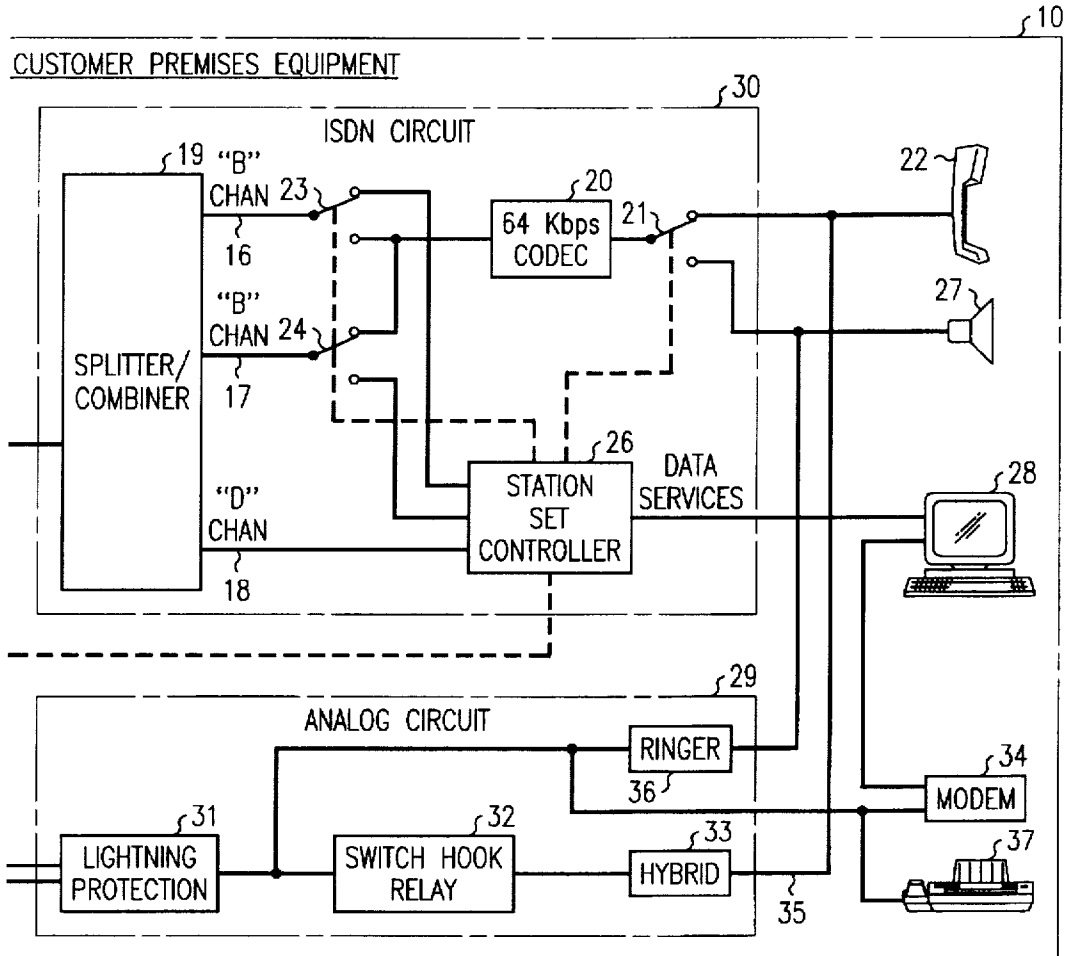 10
CUSTOMER PREMISES EQUIPMENT
30
ISDN CIRCUIT
19
"B"
CHAN
16
23
20
64 Kbps
CODEC
21
22
"B"
CHAN
17
24
27
SPLITTER/
COMBINER
26
STATION
SET
CONTROLLER
DATA
SERVICES
28
"D"
CHAN
18
29
ANALOG CIRCUIT
RINGER
36
34
MODEM
31
LIGHTNING
PROTECTION
32
SWITCH HOOK
RELAY
33
HYBRID
35
37